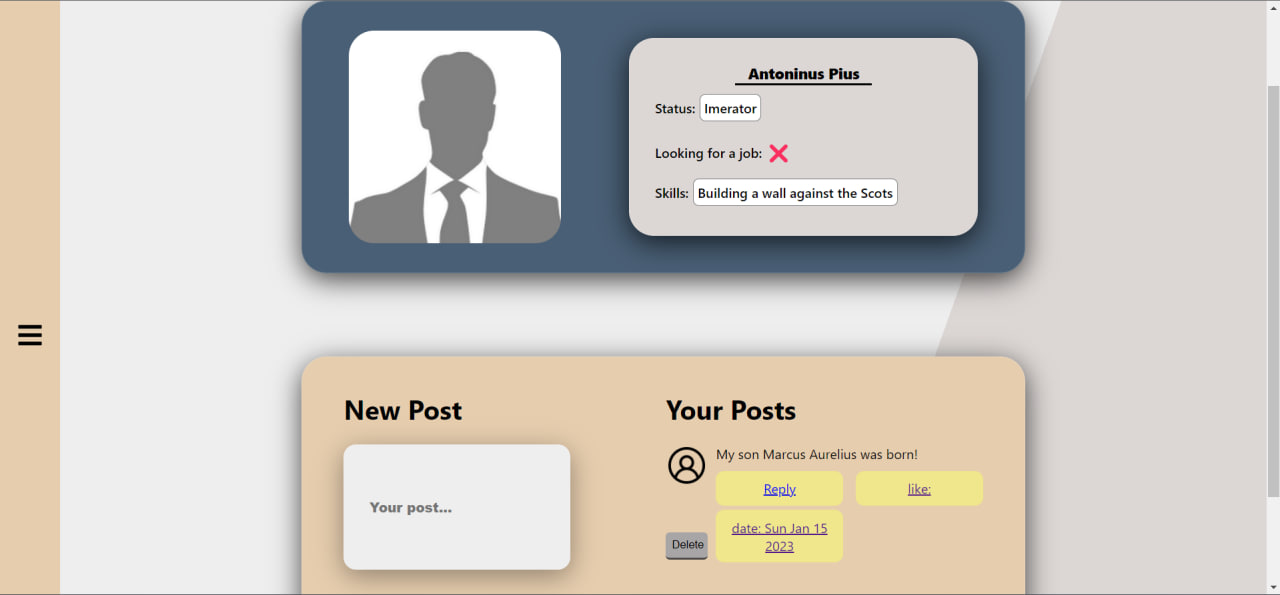 Antoninus Pius
Status: Imerator
Looking for a job: ❌
Skills: Building a wall against the Scots
New Post
Your post...
Your Posts
My son Marcus Aurelius was born!
Reply
like:
date: Sun Jan 15
2023
Delete